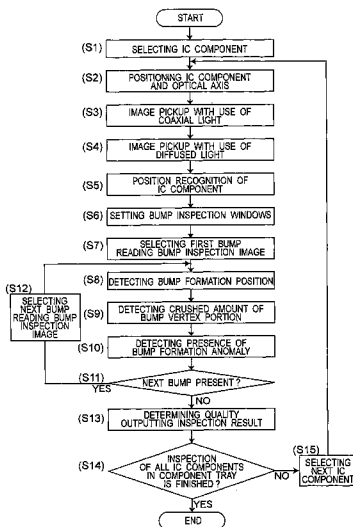 START
(S1)
SELECTING IC COMPONENT
(S2)
POSITIONING IC COMPONENT
AND OPTICAL AXIS
(S3)
IMAGE PICKUP WITH USE OF
COAXIAL LIGHT
(S4)
IMAGE PICKUP WITH USE OF
DIFFUSED LIGHT
(S5)
POSITION RECOGNITION OF
IC COMPONENT
(S6)
SETTING BUMP INSPECTION WINDOWS
(S7)
SELECTING FIRST BUMP
READING BUMP INSPECTION IMAGE
(S12)
SELECTING
NEXT BUMP
READING BUMP
INSPECTION
IMAGE
(S8)
DETECTING BUMP FORMATION POSITION
(S9)
DETECTING CRUSHED AMOUNT OF
BUMP VERTEX PORTION
(S10)
DETECTING PRESENCE OF
BUMP FORMATION ANOMALY
(S11)
NEXT BUMP PRESENT?
YES
NO
(S13)
DETERMINING QUALITY
OUTPUTTING INSPECTION RESULT
(S14)
INSPECTION
OF ALL IC COMPONENTS
IN COMPONENT TRAY
IS FINISHED?
NO
(S15)
SELECTING
NEXT IC
COMPONENT
YES
END